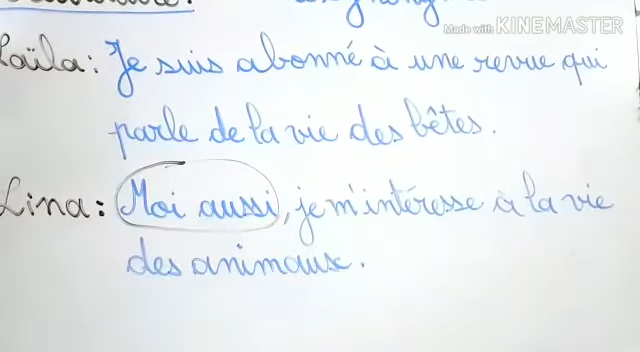 Made with KINEMASTER
Laïla: Je suis abonné à une revue qui
parle de la vie des bêtes.
Lina: Moi aussi, je m'intéresse à la vie
des animaux.